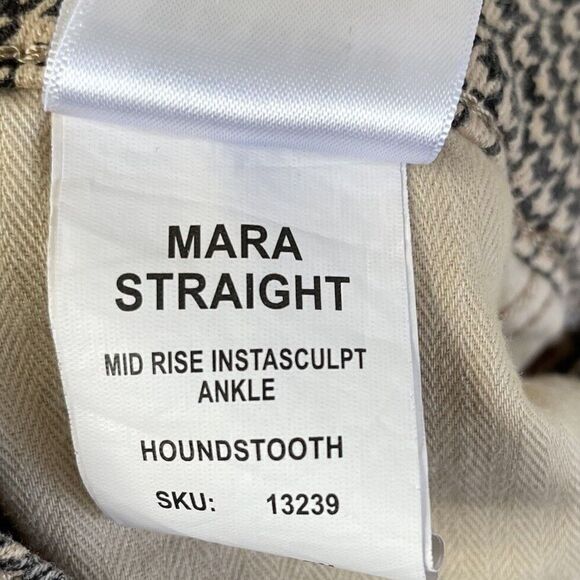 MARA
STRAIGHT
MID RISE INSTASCULPT
ANKLE
HOUNDSTOOTH
SKU: 13239